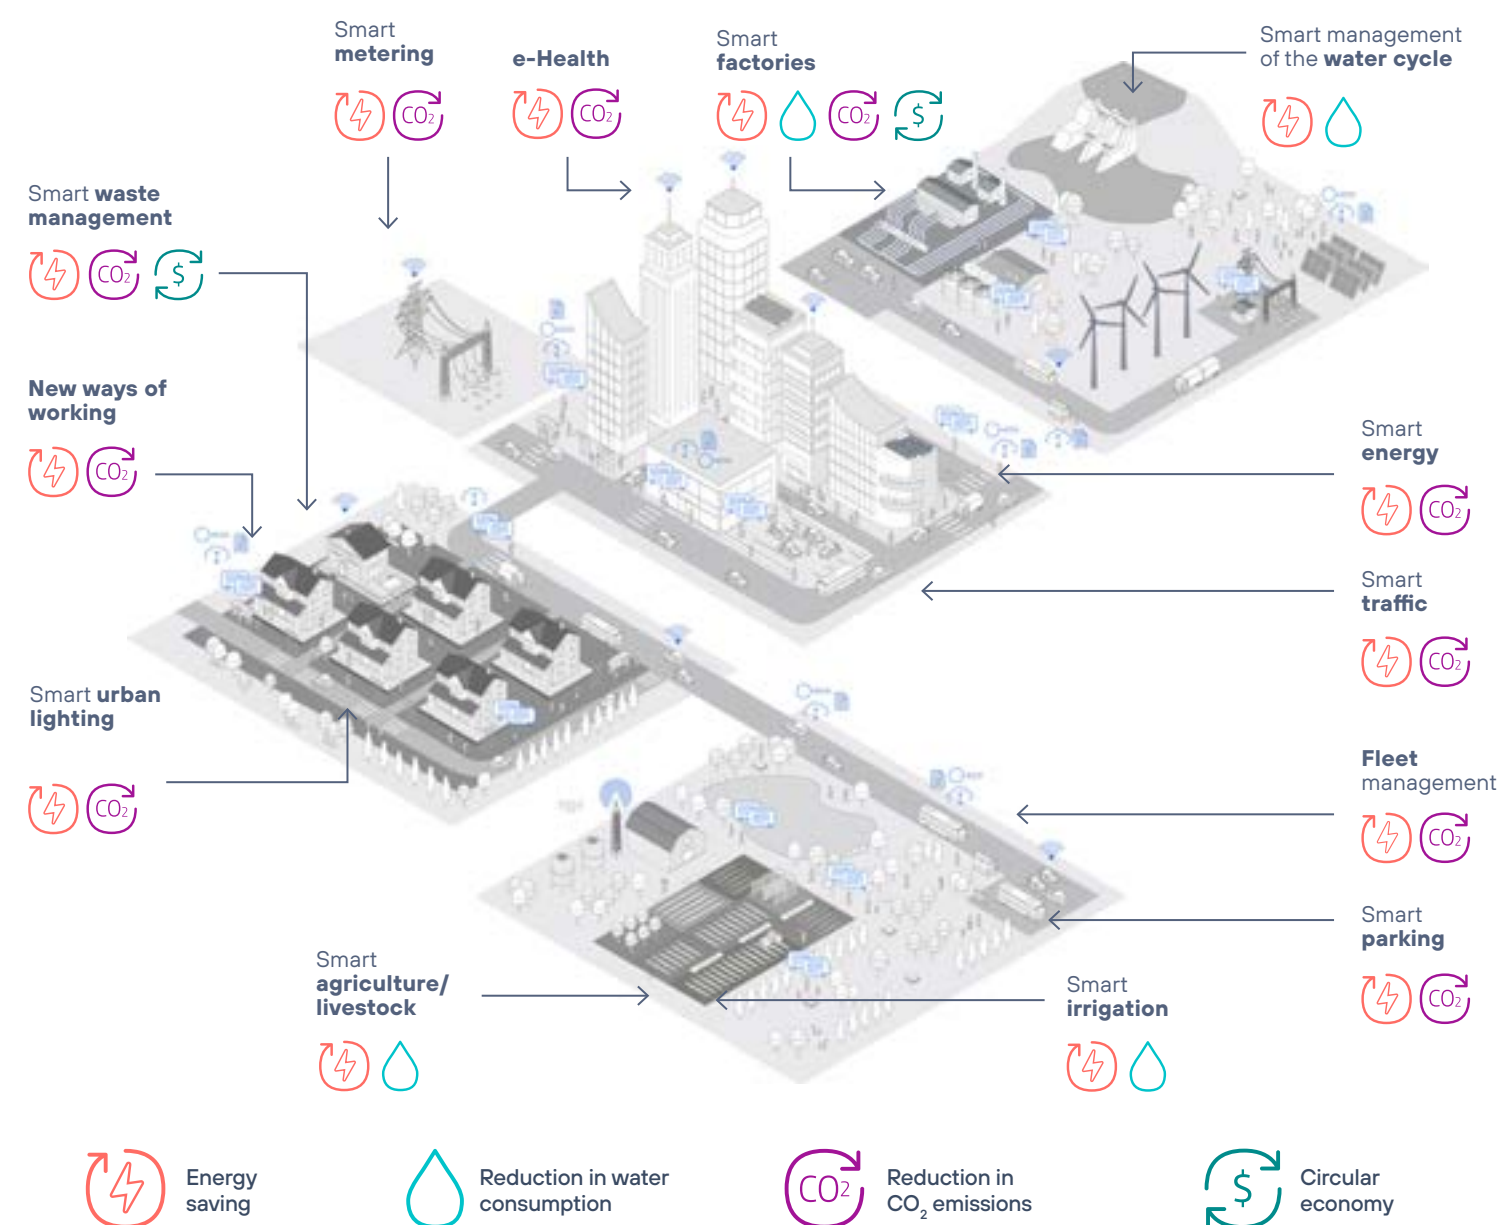 Smart
metering
e-Health
Smart
factories
Smart management
of the water cycle
CO2
CO2
CO2
$
Smart waste
management
CO2
$
New ways of
working
CO2
Smart
energy
CO2
Smart
traffic
CO2
Smart urban
lighting
CO2
Fleet
management
CO2
Smart
parking
CO2
Smart
agriculture/
livestock
Smart
irrigation
Energy
saving
Reduction in water
consumption
CO2
Reduction in
CO2 emissions
$
Circular
economy